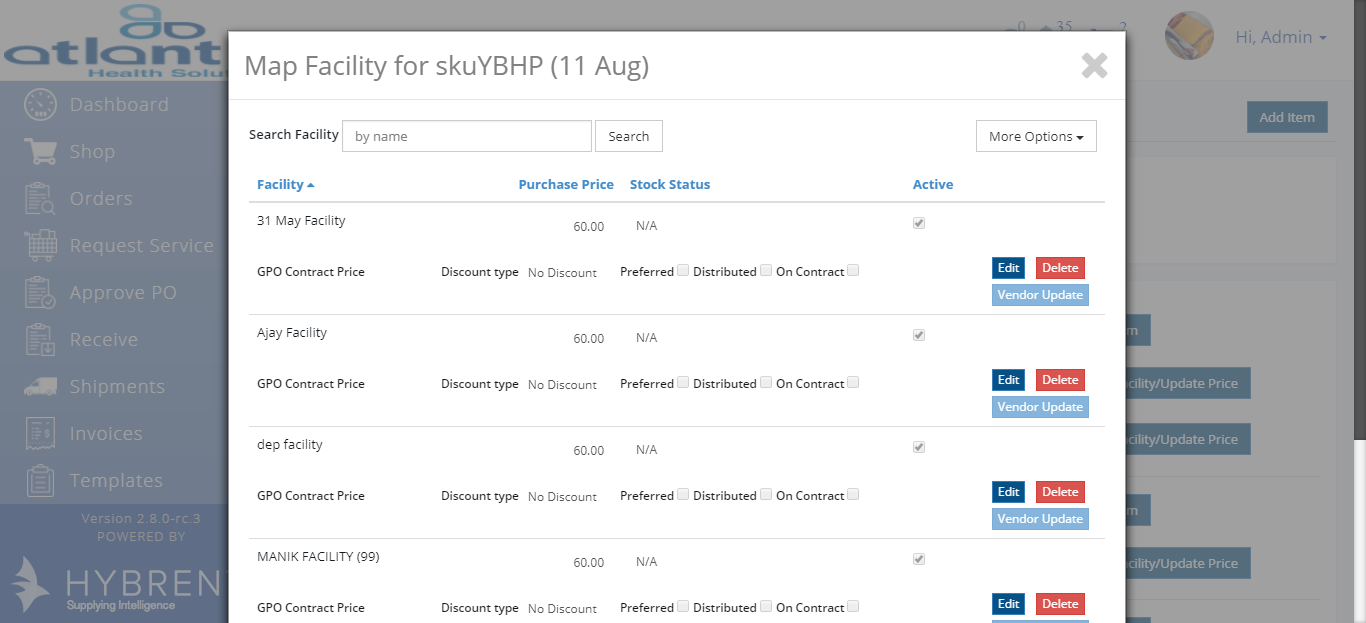 atlant
Health Solu
0 35 2
Hi, Admin
Map Facility for skuYBHP (11 Aug)
Dashboard
Shop
Orders
Request Service
Approve PO
Receive
Shipments
Invoices
Templates
Version 2.8.0-rc.3
POWERED BY
HYBRENT
Supplying Intelligence
Add Item
Search Facility by name Search More Options
Facility Purchase Price Stock Status Active
31 May Facility 60.00 N/A
GPO Contract Price Discount type No Discount Preferred Distributed On Contract Edit Delete
Vendor Update
Ajay Facility 60.00 N/A
GPO Contract Price Discount type No Discount Preferred Distributed On Contract Edit Delete
Vendor Update
dep facility 60.00 N/A
GPO Contract Price Discount type No Discount Preferred Distributed On Contract Edit Delete
Vendor Update
MANIK FACILITY (99) 60.00 N/A
GPO Contract Price Discount type No Discount Preferred Distributed On Contract Edit Delete
m
cility/Update Price
cility/Update Price
m
cility/Update Price